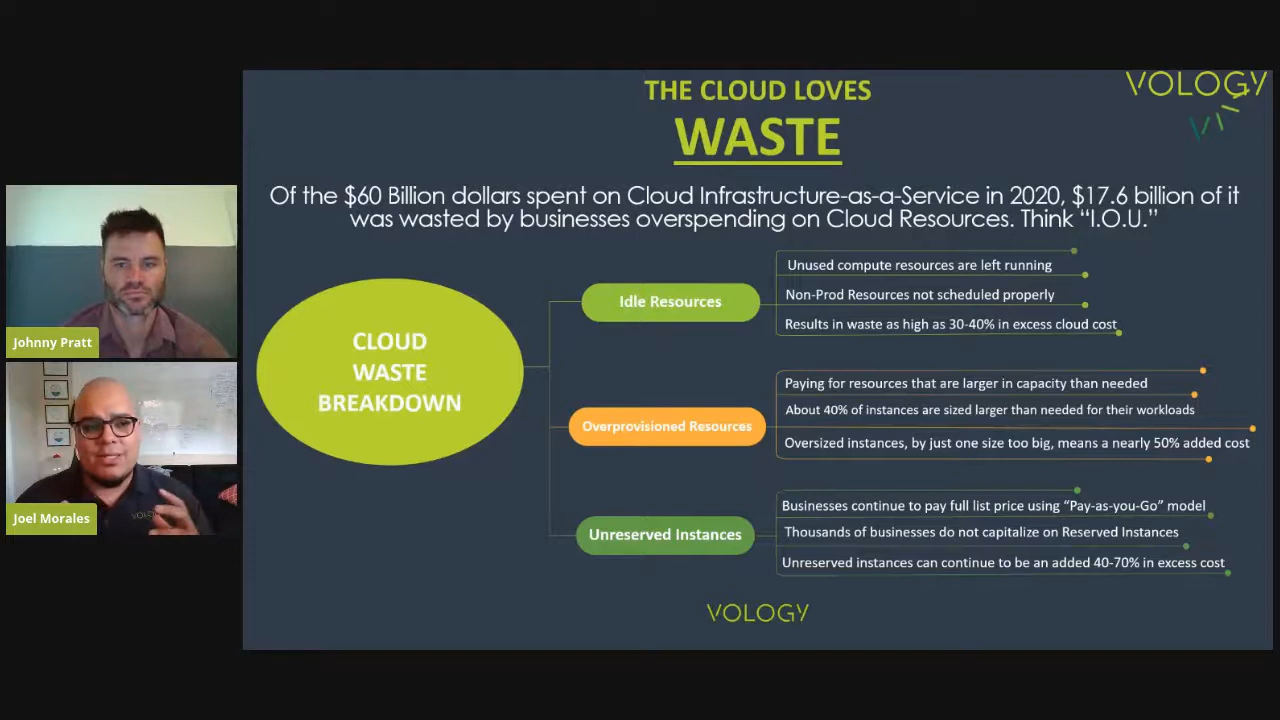 THE CLOUD LOVES
WASTE
VOLOGY
Of the $60 Billion dollars spent on Cloud Infrastructure-as-a-Service in 2020, $17.6 billion of it
was wasted by businesses overspending on Cloud Resources. Think “I.O.U.”
Johnny Pratt
Joel Morales
VOLOGY
CLOUD
WASTE
BREAKDOWN
Idle Resources
Unused compute resources are left running
Non-Prod Resources not scheduled properly
Results in waste as high as 30-40% in excess cloud cost
Overprovisioned Resources
Paying for resources that are larger in capacity than needed
About 40% of instances are sized larger than needed for their workloads
Oversized instances, by just one size too big, means a nearly 50% added cost
Unreserved Instances
Businesses continue to pay full list price using “Pay-as-you-Go” model
Thousands of businesses do not capitalize on Reserved Instances
Unreserved instances can continue to be an added 40-70% in excess cost
VOLOGY